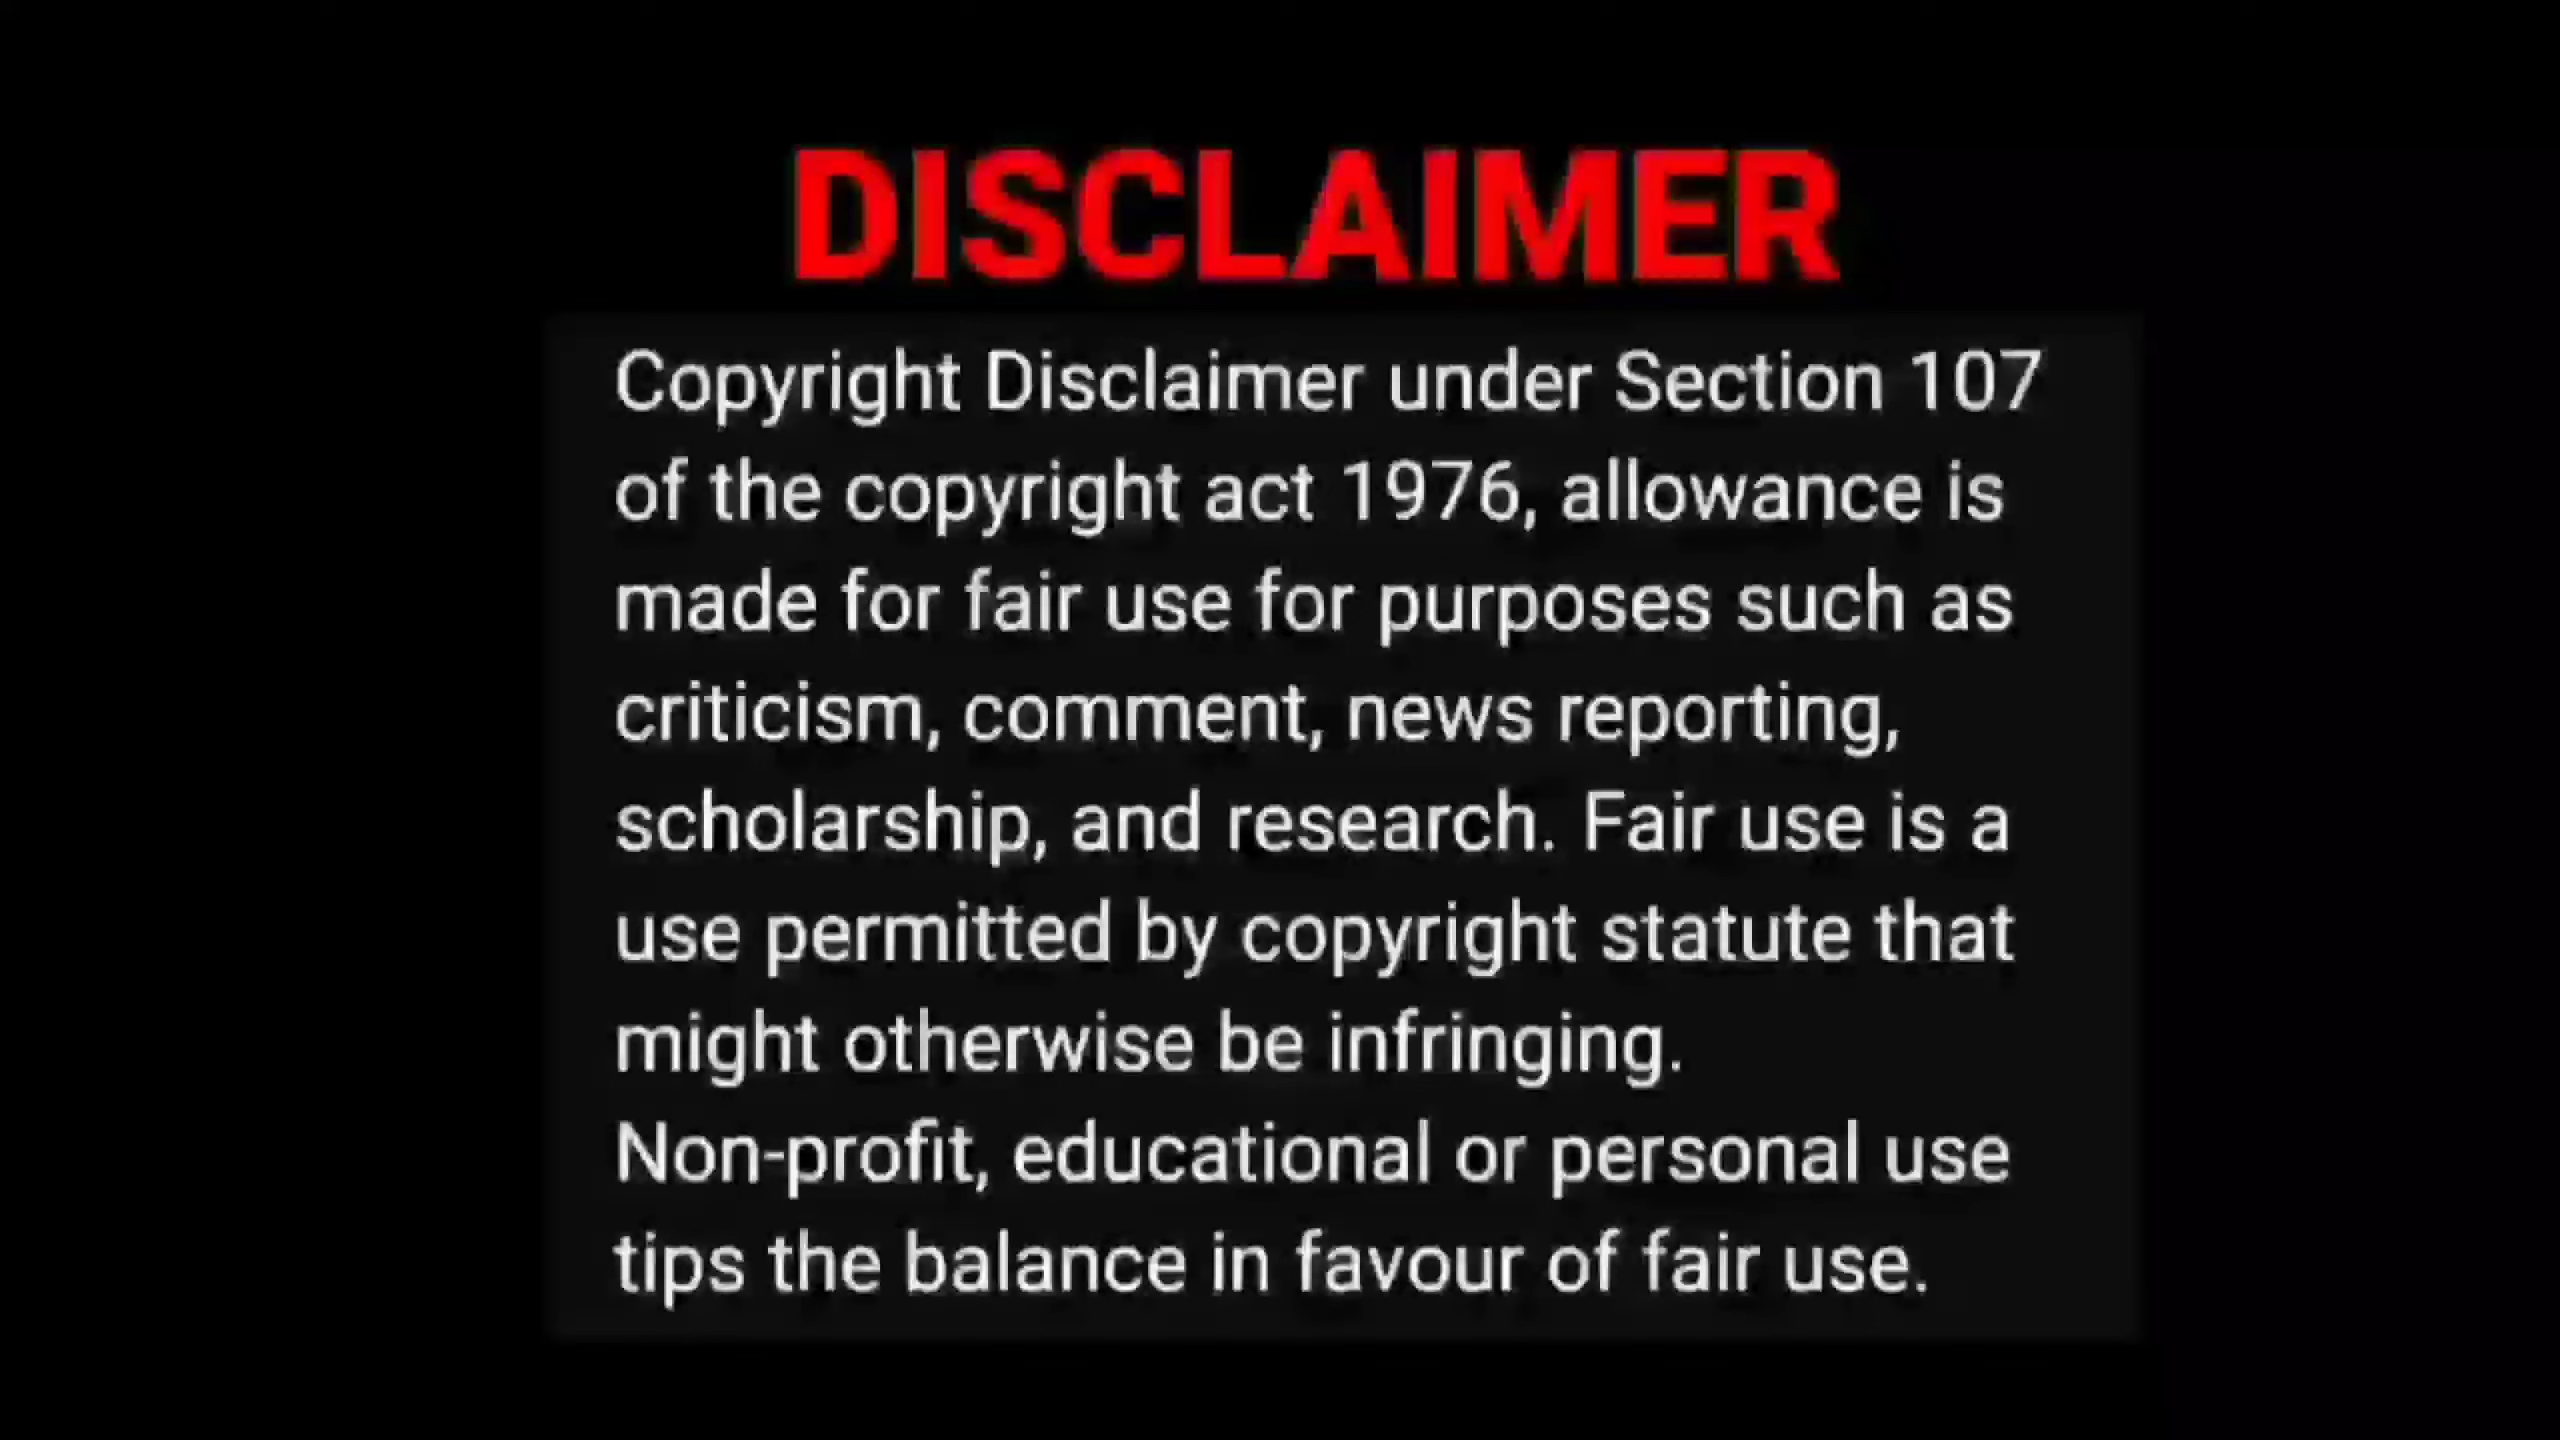 DISCLAIMER
Copyright Disclaimer under Section 107
of the copyright act 1976, allowance is
made for fair use for purposes such as
criticism, comment, news reporting,
scholarship, and research. Fair use is a
use permitted by copyright statute that
might otherwise be infringing.
Non-profit, educational or personal use
tips the balance in favour of fair use.